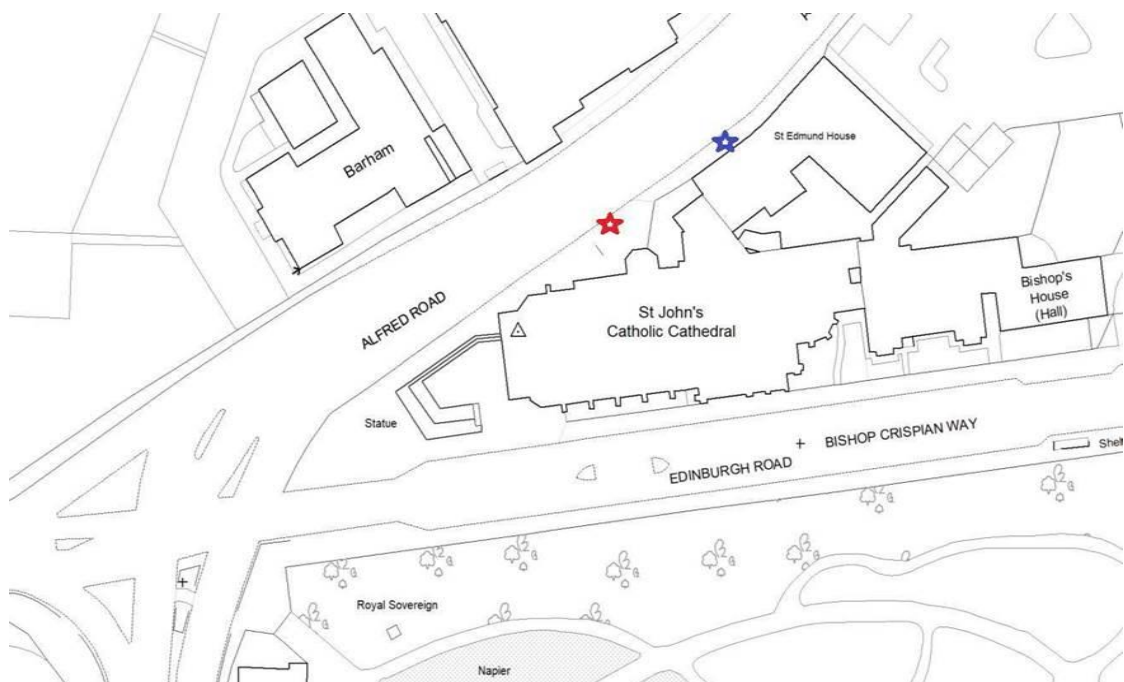 St Edmund House
Barham
ALFRED ROAD
St John's
Catholic Cathedral
Bishop's
House
(Hall)
Statue
BISHOP CRISPIAN WAY
EDINBURGH ROAD
Royal Sovereign
Napier